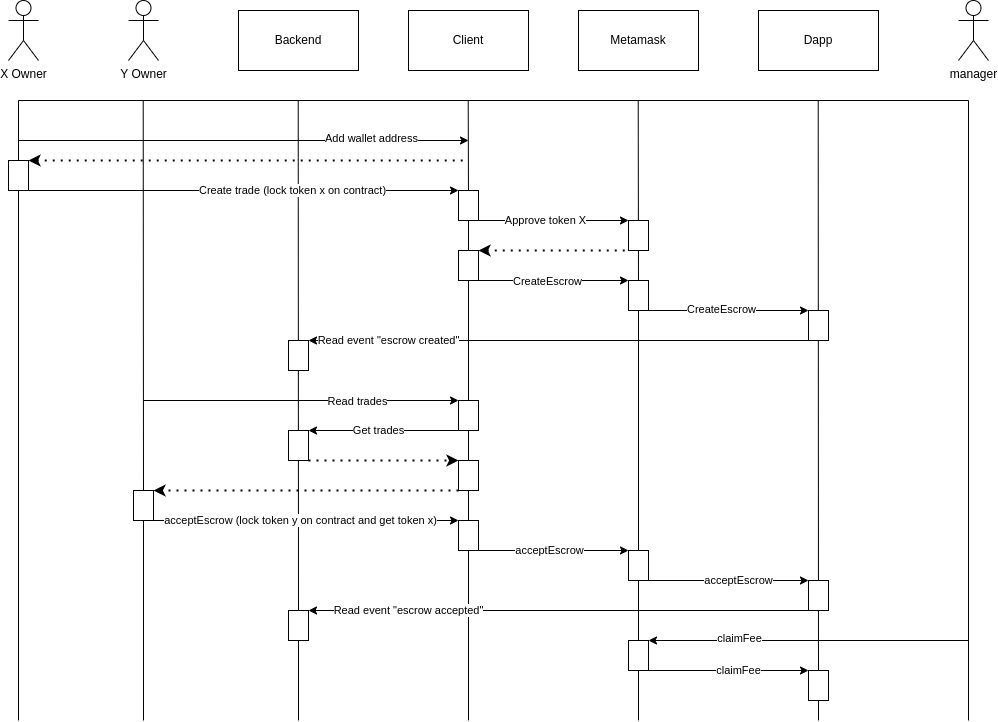 Backend
Client
Metamask
Dapp
X Owner
Y Owner
manager
Add wallet address
Create trade (lock token x on contract)
Approve token X
CreateEscrow
CreateEscrow
Read event "escrow created"
Read trades
Get trades
acceptEscrow (lock token y on contract and get token x)
acceptEscrow
acceptEscrow
Read event "escrow accepted"
claimFee
claimFee